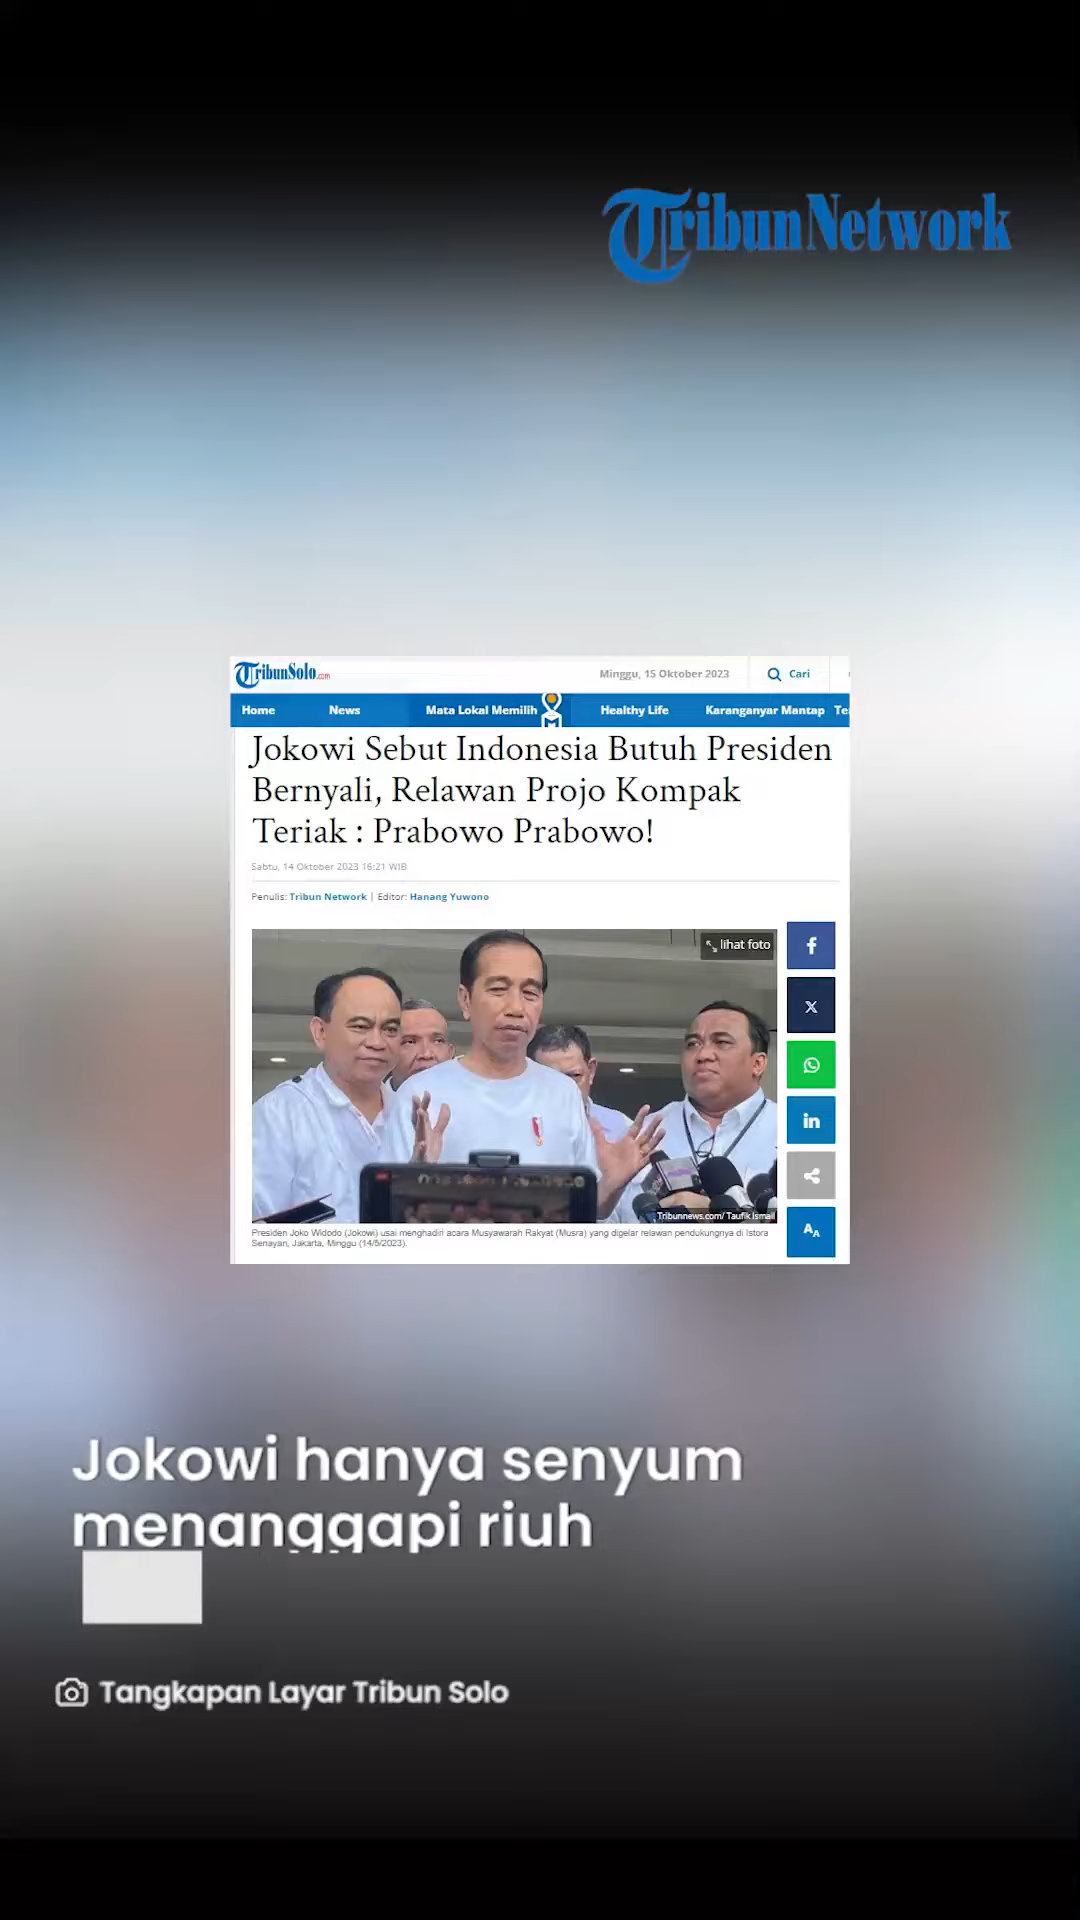 TribunNetwork
TribunSolo.com
Minggu, 15 Oktober 2023
Cari
Home
News
Mata Lokal Memilih
Healthy Life
Karanganyar Mantap
Jokowi Sebut Indonesia Butuh Presiden
Bernyali, Relawan Projo Kompak
Teriak : Prabowo Prabowo!
Sabtu, 14 Oktober 2023 16:21 WIB
Penulis: Tribun Network | Editor: Hanang Yuwono
lihat foto
Tribunnews.com/ Taufik Ismail
Presiden Joko Widodo (Jokowi) usai menghadiri acara Musyawarah Rakyat (Musra) yang digelar relawan pendukungnya di Istora
Senayan, Jakarta, Minggu (14/5/2023).
Jokowi hanya senyum
menanggapi riuh
Tangkapan Layar Tribun Solo